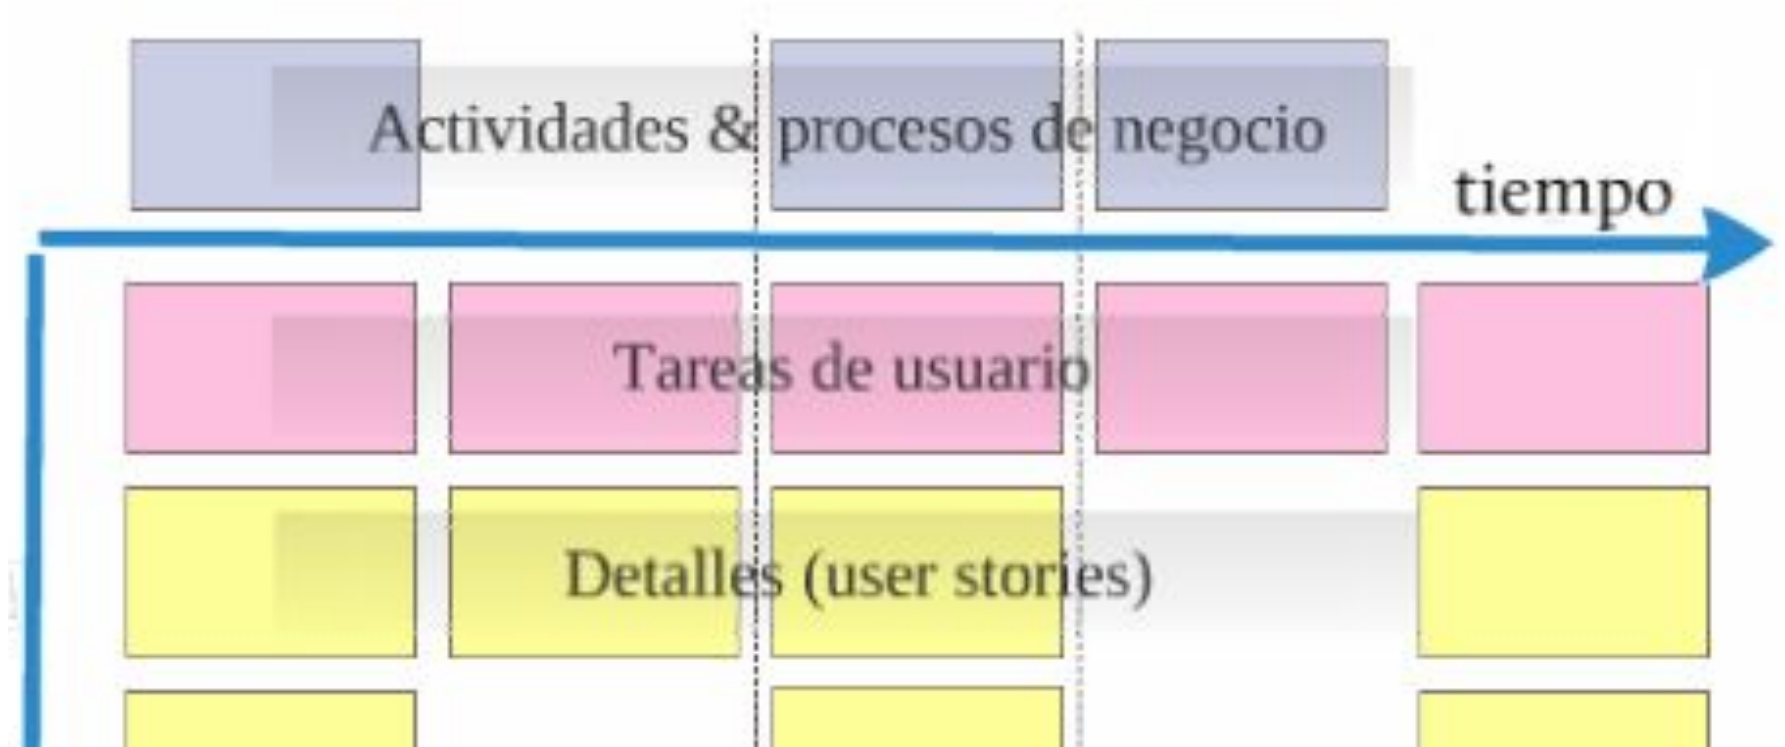 Actividades & procesos de negocio
tiempo
Tareas de usuario
Detalles (user stories)